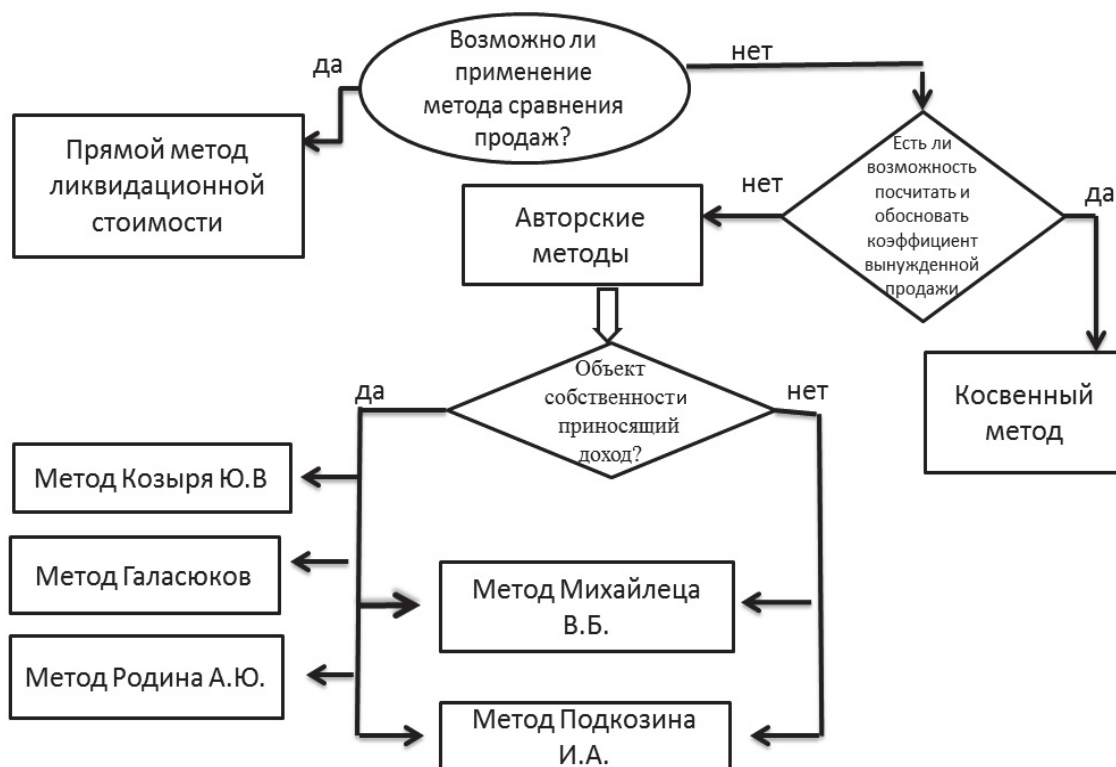 Возможно ли
применение
метода сравнения
продаж?
да
нет
Прямой метод
ликвидационной
стоимости
Есть ли
возможность
посчитать и
обосновать
коэффициент
вынужденной
продажи
нет
да
Авторские
методы
Косвенный
метод
Объект
собственности
приносящий
доход?
да
нет
Метод Козыря Ю.В
Метод Галасюков
Метод Родина А.Ю.
Метод Михайлеца
В.Б.
Метод Подкозина
И.А.